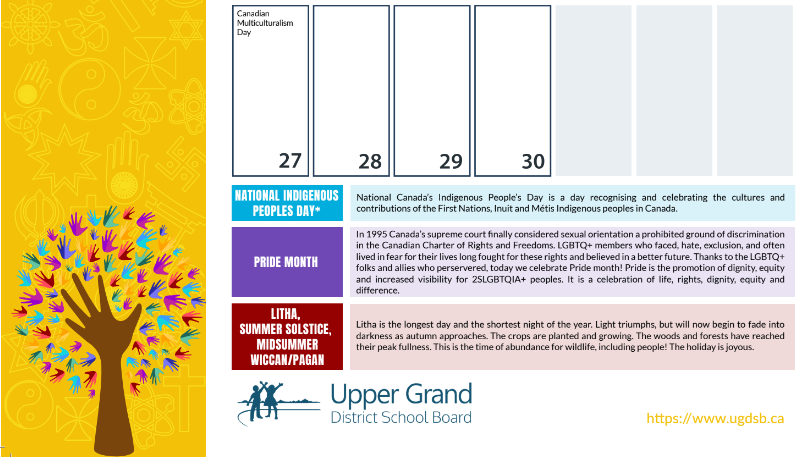 Canadian
Multiculturalism
Day
27
28
29
30
NATIONAL INDIGENOUS
PEOPLES DAY*
National Canada's Indigenous People's Day is a day recognising and celebrating the cultures and
contributions of the First Nations, Inuit and Métis Indigenous peoples in Canada.
PRIDE MONTH
In 1995 Canada's supreme court finally considered sexual orientation a prohibited ground of discrimination
in the Canadian Charter of Rights and Freedoms. LGBTQ+ members who faced, hate, exclusion, and often
lived in fear for their lives long fought for these rights and believed in a better future. Thanks to the LGBTQ+
folks and allies who perservered, today we celebrate Pride month! Pride is the promotion of dignity, equity
and increased visibility for 2SLGBTQIA+ peoples. It is a celebration of life, rights, dignity, equity and
difference.
LITHA,
SUMMER SOLSTICE,
MIDSUMMER
WICCAN/PAGAN
Litha is the longest day and the shortest night of the year. Light triumphs, but will now begin to fade into
darkness as autumn approaches. The crops are planted and growing. The woods and forests have reached
their peak fullness. This is the time of abundance for wildlife, including people! The holiday is joyous.
Upper Grand
District School Board
https://www.ugdsb.ca